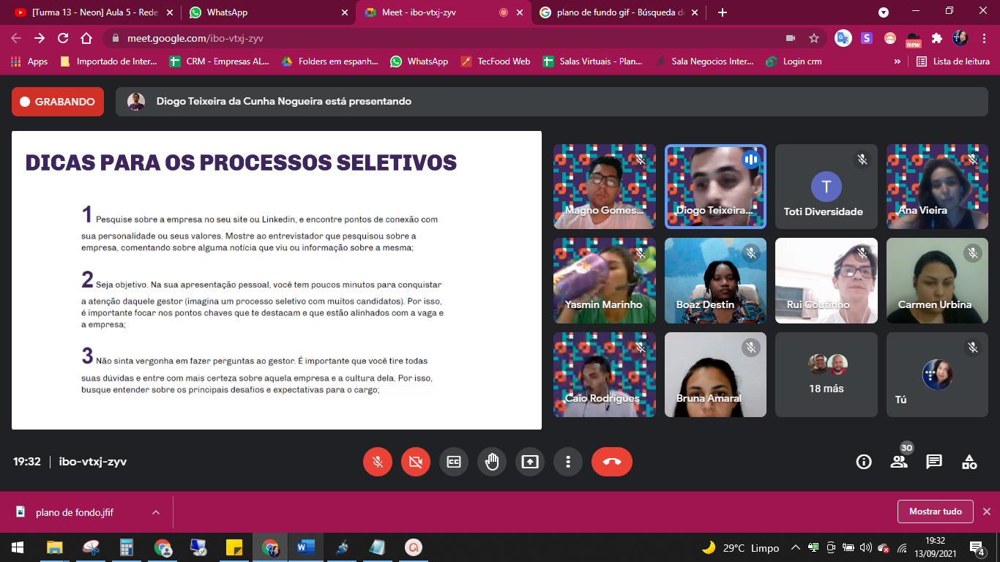 [Turma 13 - Neon] Aula 5 - Rede
WhatsApp
Meet - ibo-vtxj-zyv
plano de fundo gif - Búsqueda de
meet.google.com/ibo-vtxj-zyv
S
new
Apps
Importado de Inter...
CRM - Empresas AL...
Folders em espanh...
WhatsApp
TecFood Web
Salas Virtuais - Plan...
Sala Negocios Inter...
Login crm
»
Lista de leitura
GRABANDO
Diogo Teixeira da Cunha Nogueira está presentando
DICAS PARA OS PROCESSOS SELETIVOS
1 Pesquise sobre a empresa no seu site ou Linkedin, e encontre pontos de conexão com
sua personalidade ou seus valores. Mostre ao entrevistador que pesquisou sobre a
empresa, comentando sobre alguma notícia que viu ou informação sobre a mesma;
2 Seja objetivo. Na sua apresentação pessoal, você tem poucos minutos para conquistar
a atenção daquele gestor (imagina um processo seletivo com muitos candidatos). Por isso,
é importante focar nos pontos chaves que te destacam e que estão alinhados com a vaga e
a empresa;
3 Não sinta vergonha em fazer perguntas ao gestor. É importante que você tire todas
suas dúvidas e entre com mais certeza sobre aquela empresa e a cultura dela. Por isso,
busque entender sobre os principais desafios e expectativas para o cargo;
Magno Gomes...
Diogo Teixeira...
T
Toti Diversidade
Ana Vieira
Yasmin Marinho
Boaz Destin
Rui Coutinho
Carmen Urbina
Caio Rodrigues
Bruna Amaral
18 más
Tú
19:32 | ibo-vtxj-zyv
CC
30
plano de fondo.jfif
Mostrar tudo
W
29°C Limpo
19:32
13/09/2021
4